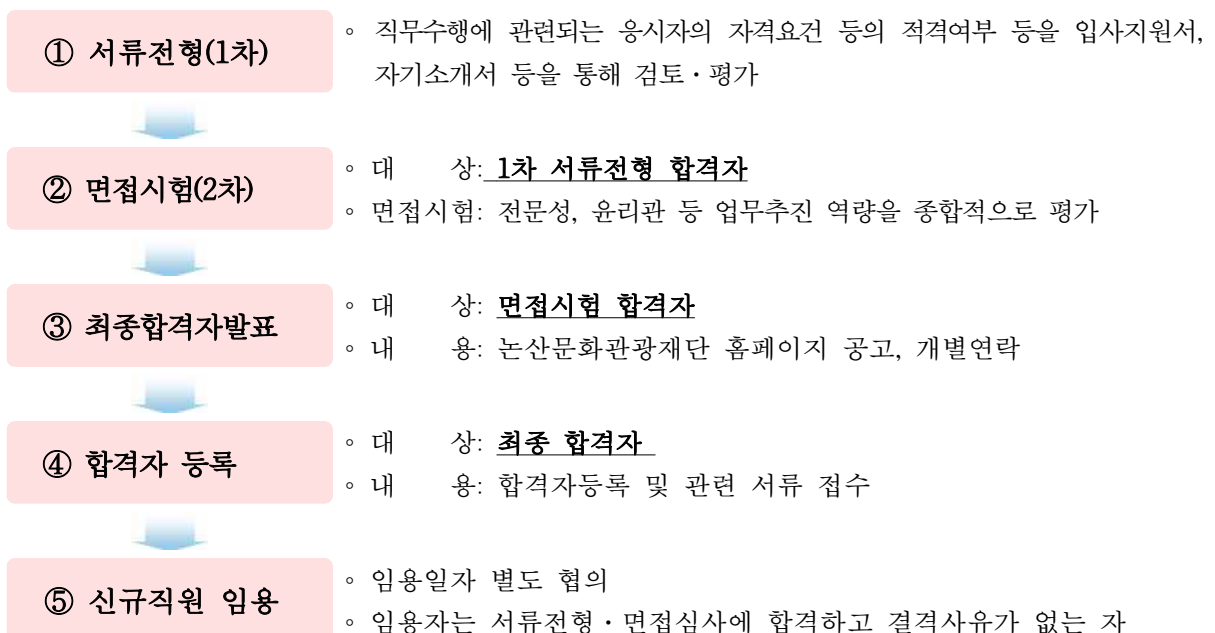 ① 서류전형(1차)
◦ 직무수행에 관련되는 응시자의 자격요건 등의 적격여부 등을 입사지원서,
자기소개서 등을 통해 검토・평가
② 면접시험(2차)
◦ 대 상: 1차 서류전형 합격자
◦ 면접시험: 전문성, 윤리관 등 업무추진 역량을 종합적으로 평가
③ 최종합격자발표
◦ 대 상: 면접시험 합격자
◦ 내 용: 논산문화관광재단 홈페이지 공고, 개별연락
④ 합격자 등록
◦ 대 상: 최종 합격자
◦ 내 용: 합격자등록 및 관련 서류 접수
⑤ 신규직원 임용
◦ 임용일자 별도 협의
◦ 임용자는 서류전형・면접심사에 합격하고 결격사유가 없는 자